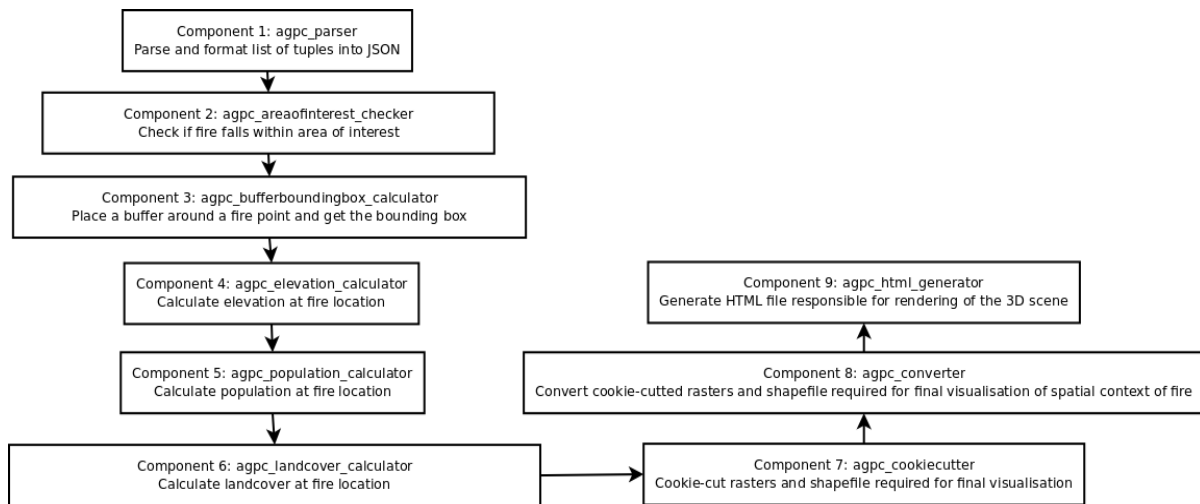 Component 1: agpc_parser
Parse and format list of tuples into JSON
Component 2: agpc_areaofinterest_checker
Check if fire falls within area of interest
Component 3: agpc_bufferboundingbox_calculator
Place a buffer around a fire point and get the bounding box
Component 4: agpc_elevation_calculator
Calculate elevation at fire location
Component 5: agpc_population_calculator
Calculate population at fire location
Component 6: agpc_landcover_calculator
Calculate landcover at fire location
Component 7: agpc_cookiecutter
Cookie-cut rasters and shapefile required for final visualisation
Component 8: agpc_converter
Convert cookie-cutted rasters and shapefile required for final visualisation of spatial context of fire
Component 9: agpc_html_generator
Generate HTML file responsible for rendering of the 3D scene